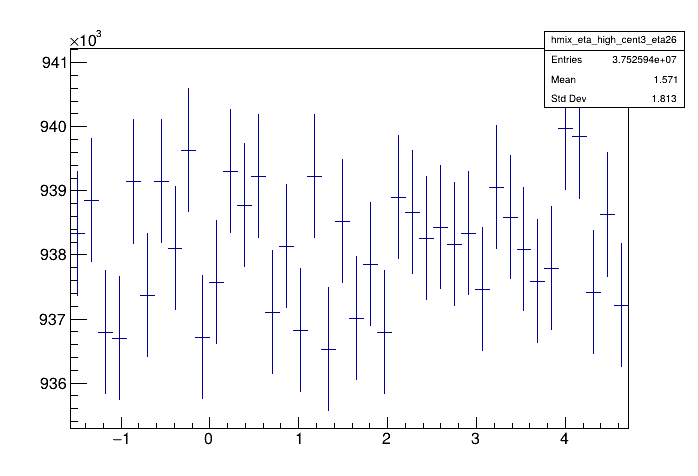 ×10³
hmix_eta_high_cent3_eta26
Entries 3.752594e+07
Mean 1.571
Std Dev 1.813
941
940
939
938
937
936
−1 0 1 2 3 4